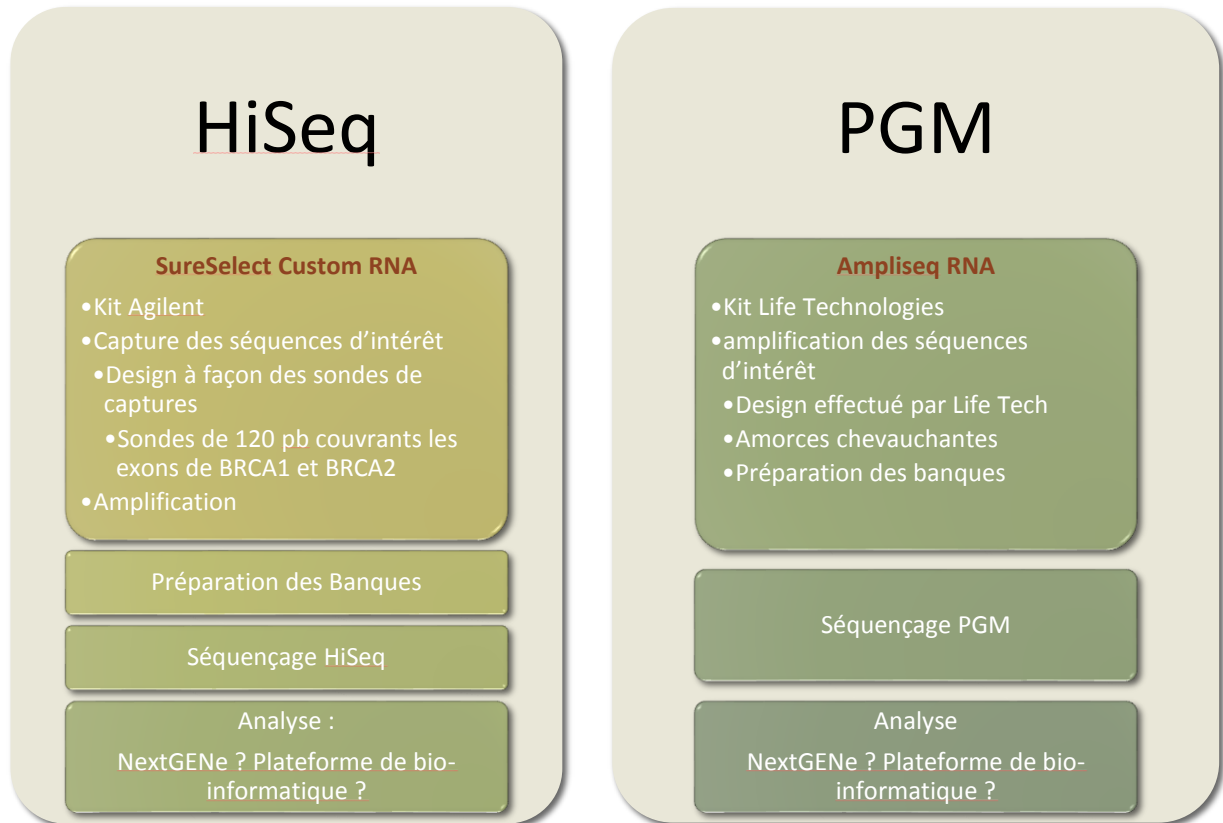 HiSeq
SureSelect Custom RNA
•Kit Agilent
•Capture des séquences d'intérêt
•Design à façon des sondes de
captures
•Sondes de 120 pb couvrants les
exons de BRCA1 et BRCA2
•Amplification
Préparation des Banques
Séquençage HiSeq
Analyse :
NextGENe ? Plateforme de bio-
informatique ?
PGM
Ampliseq RNA
•Kit Life Technologies
•amplification des séquences
d'intérêt
•Design effectué par Life Tech
•Amorces chevauchantes
•Préparation des banques
Séquençage PGM
Analyse
NextGENe ? Plateforme de bio-
informatique ?